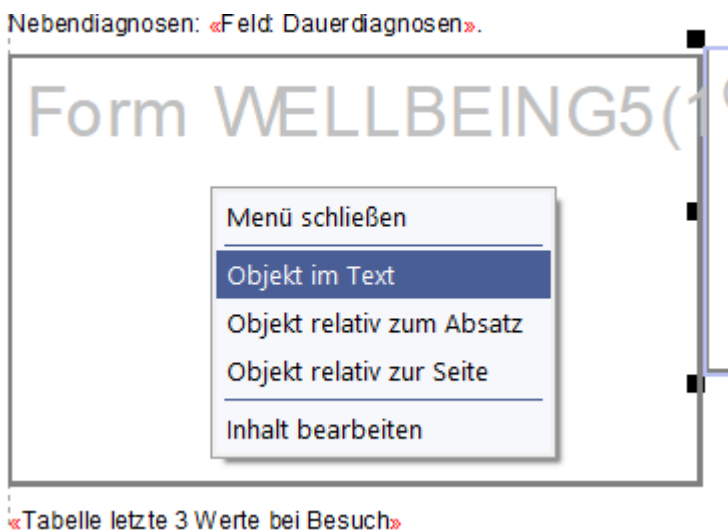 Nebendiagnosen: «Feld: Dauerdiagnosen».
Form WELLBEING5(1
Menü schließen
Objekt im Text
Objekt relativ zum Absatz
Objekt relativ zur Seite
Inhalt bearbeiten
«Tabelle letzte 3 Werte bei Besuch»